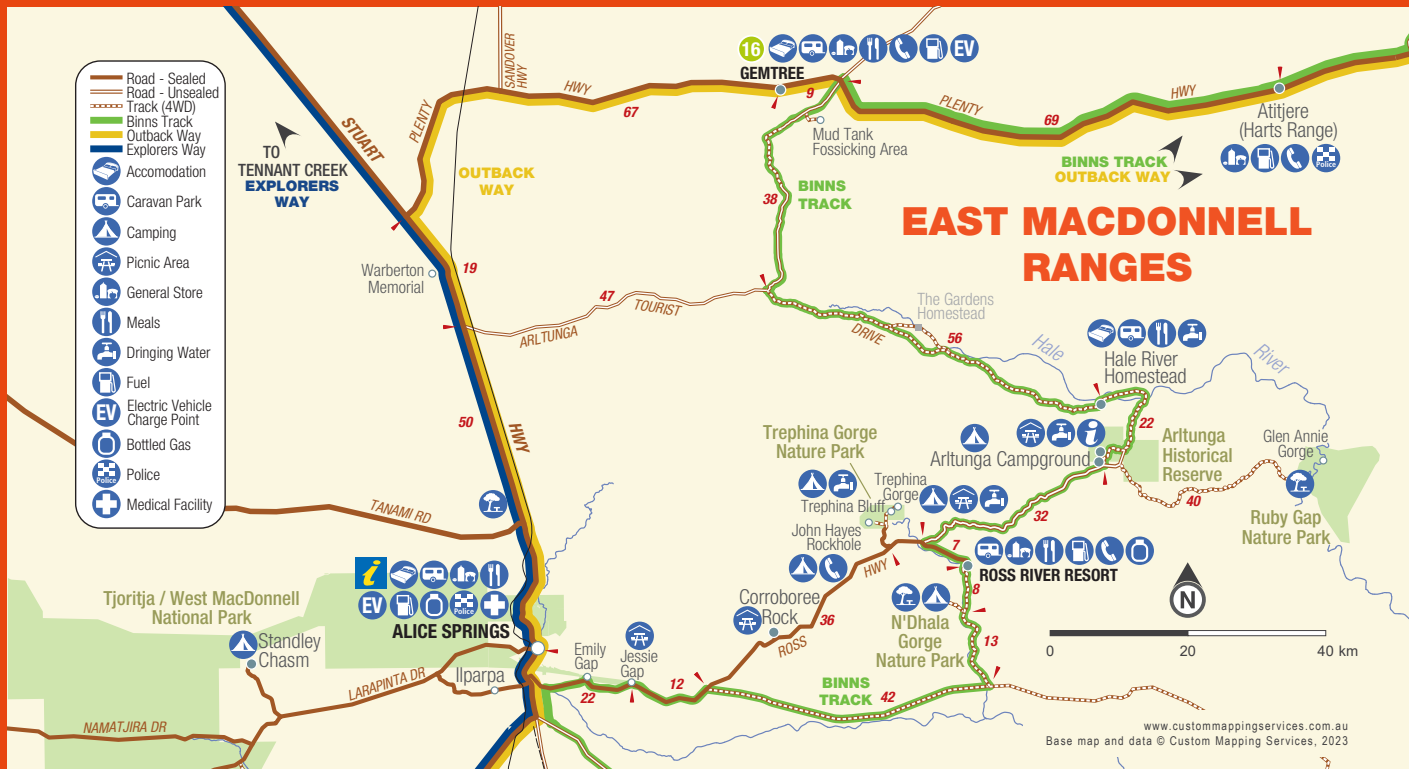 Road - Sealed
Road - Unsealed
Track (4WD)
Binns Track
Outback Way
Explorers Way
Accomodation
Caravan Park
Camping
Picnic Area
General Store
Meals
Dringing Water
Fuel
EV
Electric Vehicle
Charge Point
Bottled Gas
Police
Police
Medical Facility
TO
TENNANT CREEK
EXPLORERS
WAY
STUART
PLENTY
SANDOVER
HWY
HWY
67
OUTBACK
WAY
16
EV
GEMTREE
9
Mud Tank
Fossicking Area
PLENTY
69
HWY
Atitjere
(Harts Range)
Police
BINNS TRACK
OUTBACK WAY
EAST MACDONNELL
RANGES
38
BINNS
TRACK
Warberton
Memorial
19
47
ARLTUNGA
TOURIST
DRIVE
The Gardens
Homestead
56
Hale
River
Hale River
Homestead
22
50
HWY
Trephina Gorge
Nature Park
Arltunga Campground
Arltunga
Historical
Reserve
Glen Annie
Gorge
40
Ruby Gap
Nature Park
Trephina
Gorge
Trephina Bluff
John Hayes
Rockhole
32
TANAMI RD
7
ROSS RIVER RESORT
HWY
8
i
EV
Police
ALICE SPRINGS
Tjoritja / West MacDonnell
National Park
Standley
Chasm
Corroboree
Rock
36
ROSS
N'Dhala
Gorge
Nature Park
13
N
0
20
40 km
Emily
Gap
Jessie
Gap
Ilparpa
LARAPINTA DR
22
12
BINNS
TRACK
42
NAMATJIRA DR
www.custommappingservices.com.au
Base map and data © Custom Mapping Services, 2023